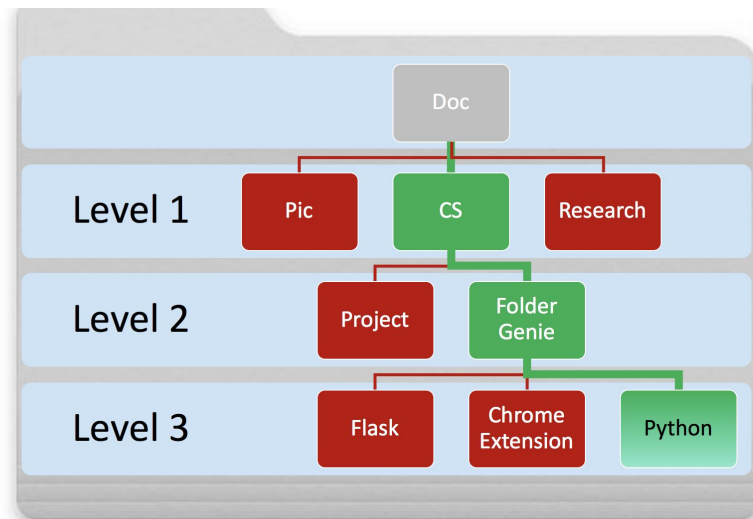 Doc
Level 1
Pic
CS
Research
Level 2
Project
Folder
Genie
Level 3
Flask
Chrome
Extension
Python